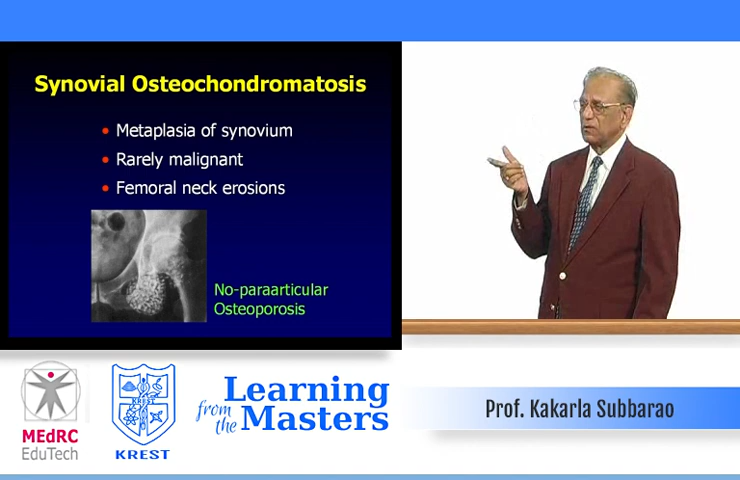 Synovial Osteochondromatosis
• Metaplasia of synovium
• Rarely malignant
• Femoral neck erosions
No-paraarticular
Osteoporosis
MEdRC
EduTech
KREST
KREST
Learning
from the Masters
Prof. Kakarla Subbarao